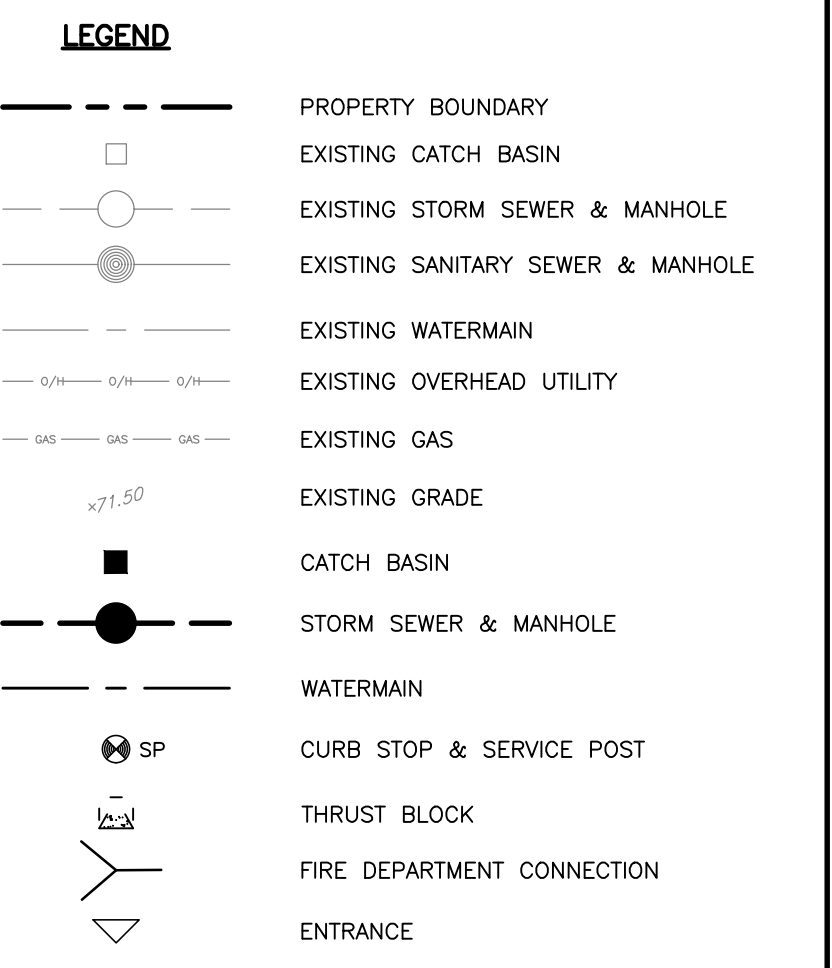 LEGEND
PROPERTY BOUNDARY
EXISTING CATCH BASIN
EXISTING STORM SEWER & MANHOLE
EXISTING SANITARY SEWER & MANHOLE
EXISTING WATERMAIN
O/H O/H O/H EXISTING OVERHEAD UTILITY
GAS GAS GAS EXISTING GAS
×71.50 EXISTING GRADE
CATCH BASIN
STORM SEWER & MANHOLE
WATERMAIN
SP CURB STOP & SERVICE POST
THRUST BLOCK
FIRE DEPARTMENT CONNECTION
ENTRANCE